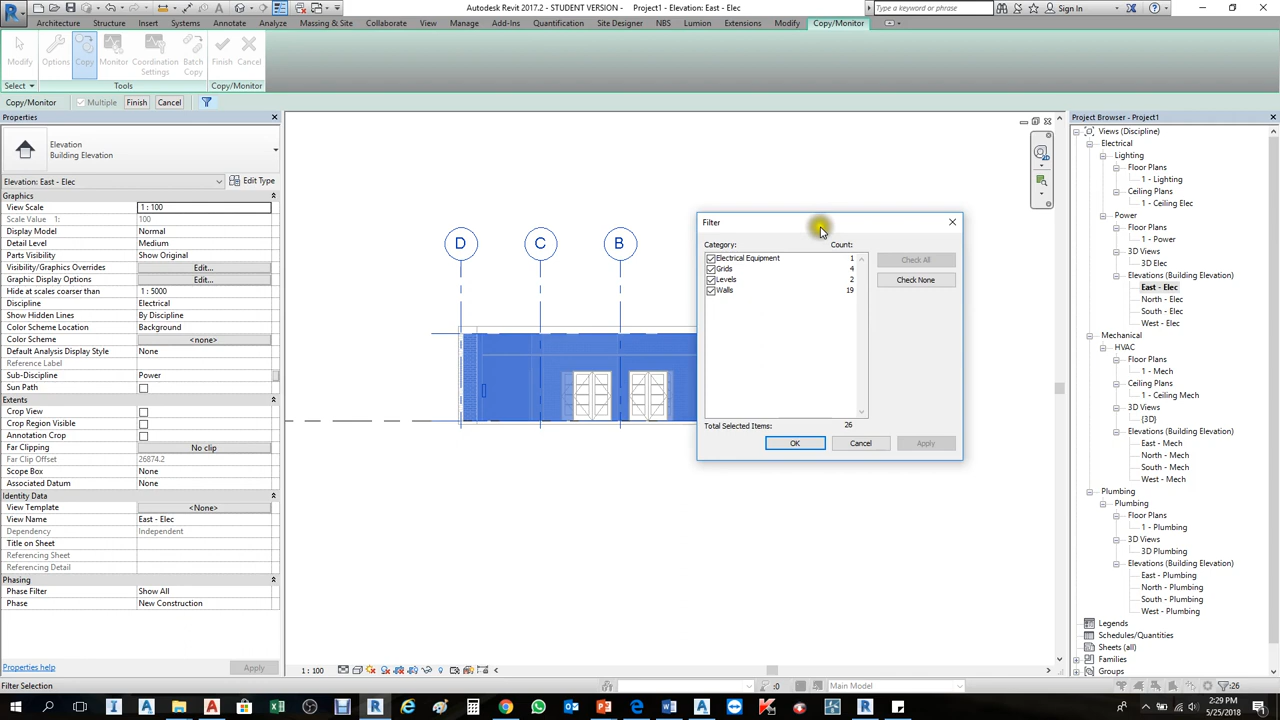 Autodesk Revit 2017.2 - STUDENT VERSION - Project1 - Elevation: East - Elec
Type a keyword or phrase
Sign In
Architecture Structure Insert Systems Annotate Analyze Massing & Site Collaborate View Manage Add-Ins Quantification Site Designer NBS Lumion Extensions Modify Copy/Monitor
Modify Options Copy Monitor Coordination Settings Batch Copy Finish Cancel
Select Tools Copy/Monitor
Copy/Monitor Multiple Finish Cancel
Properties
Elevation
Building Elevation
Elevation: East - Elec Edit Type
Graphics
View Scale 1 : 100
Scale Value 1: 100
Display Model Normal
Detail Level Medium
Parts Visibility Show Original
Visibility/Graphics Overrides Edit...
Graphic Display Options Edit...
Hide at scales coarser than 1 : 5000
Discipline Electrical
Show Hidden Lines By Discipline
Color Scheme Location Background
Color Scheme <none>
Default Analysis Display Style None
Reference Label
Sub-Discipline Power
Sun Path
Extents
Crop View
Crop Region Visible
Annotation Crop
Far Clipping No clip
Far Clip Offset 26874.2
Scope Box None
Associated Datum None
Identity Data
View Template <None>
View Name East - Elec
Dependency Independent
Title on Sheet
Referencing Sheet
Referencing Detail
Phasing
Phase Filter Show All
Phase New Construction
Properties help Apply
D C B
Filter
Category: Count:
Electrical Equipment 1
Grids 4
Levels 2
Walls 19
Check All
Check None
Total Selected Items: 26
OK Cancel Apply
Project Browser - Project1
Views (Discipline)
Electrical
Lighting
Floor Plans
1 - Lighting
Ceiling Plans
1 - Ceiling Elec
Power
Floor Plans
1 - Power
3D Views
3D Elec
Elevations (Building Elevation)
East - Elec
North - Elec
South - Elec
West - Elec
Mechanical
HVAC
Floor Plans
1 - Mech
Ceiling Plans
1 - Ceiling Mech
3D Views
{3D}
Elevations (Building Elevation)
East - Mech
North - Mech
South - Mech
West - Mech
Plumbing
Plumbing
Floor Plans
1 - Plumbing
3D Views
3D Plumbing
Elevations (Building Elevation)
East - Plumbing
North - Plumbing
South - Plumbing
West - Plumbing
Legends
Schedules/Quantities
Sheets (all)
Families
Groups
1 : 100
Filter Selection
:0 Main Model :26
2:29 PM
5/25/2018